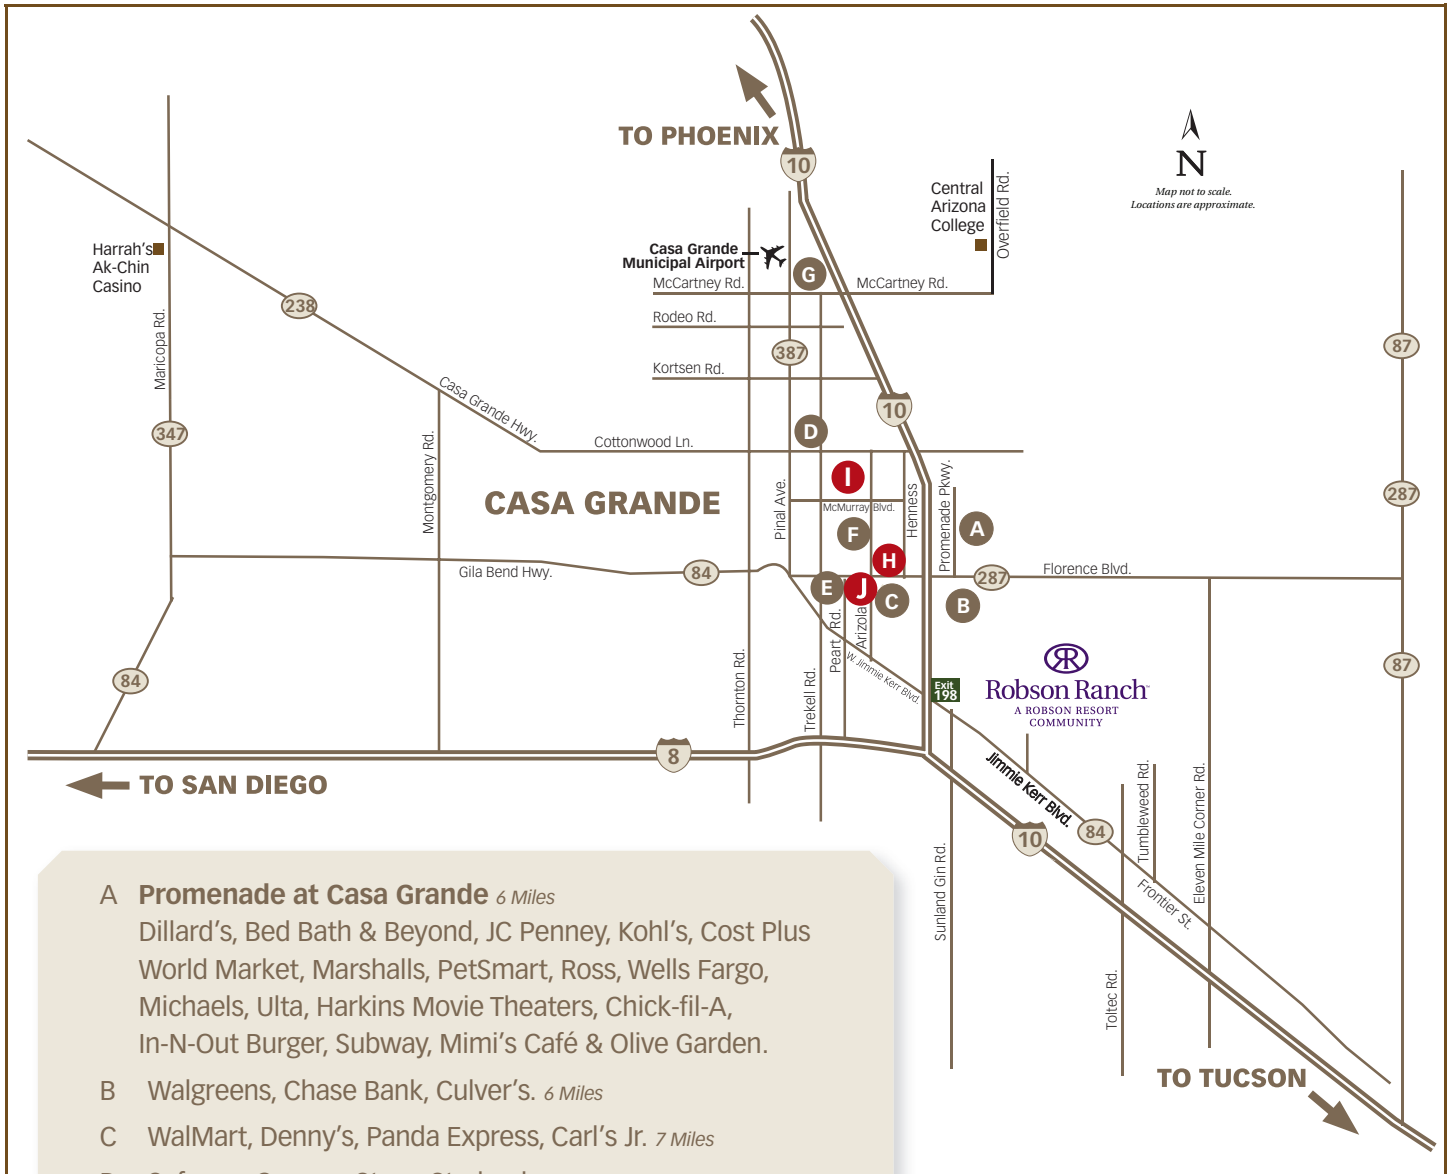 TO PHOENIX
10
N
Map not to scale.
Locations are approximate.
Central
Arizona
College
Overfield Rd.
Harrah's
Ak-Chin
Casino
Casa Grande
Municipal Airport
G
McCartney Rd.
McCartney Rd.
238
Maricopa Rd.
Rodeo Rd.
387
87
Kortsen Rd.
Casa Grande Hwy.
10
347
Montgomery Rd.
Cottonwood Ln.
D
I
CASA GRANDE
Pinal Ave.
McMurray Blvd.
Henness
Promenade Pkwy.
287
A
F
H
Gila Bend Hwy.
84
287
Florence Blvd.
E
J
C
B
Peart Rd.
Arizola
84
W. Jimmie Kerr Blvd.
Thornton Rd.
Trekell Rd.
Exit
198
RR
Robson Ranch™
A ROBSON RESORT
COMMUNITY
87
8
TO SAN DIEGO
Jimmie Kerr Blvd.
10
84
Tumbleweed Rd.
Eleven Mile Corner Rd.
Sunland Gin Rd.
Frontier St.
Toltec Rd.
TO TUCSON
A Promenade at Casa Grande 6 Miles
Dillard's, Bed Bath & Beyond, JC Penney, Kohl's, Cost Plus
World Market, Marshalls, PetSmart, Ross, Wells Fargo,
Michaels, Ulta, Harkins Movie Theaters, Chick-fil-A,
In-N-Out Burger, Subway, Mimi's Café & Olive Garden.
B Walgreens, Chase Bank, Culver's. 6 Miles
C WalMart, Denny's, Panda Express, Carl's Jr. 7 Miles